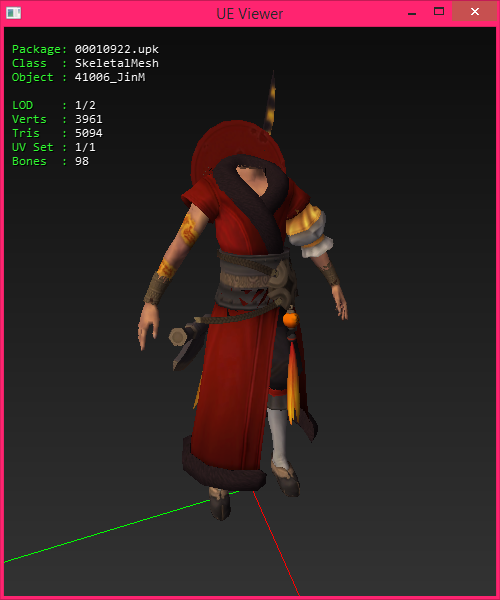 UE Viewer
Package: 00010922.upk
Class  : SkeletalMesh
Object : 41006_JinM
LOD    : 1/2
Verts  : 3961
Tris   : 5094
UV Set : 1/1
Bones  : 98